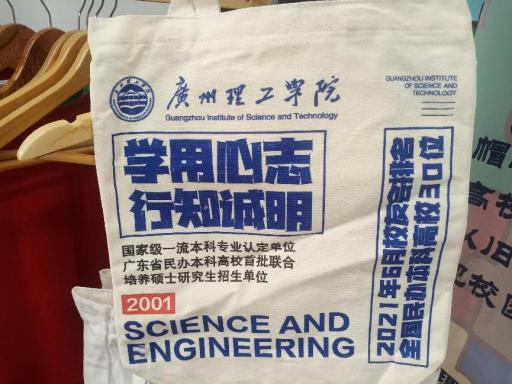 廣州理工學院
Guangzhou Institute of Science and Technology
GUANGZHOU INSTITUTE
OF SCIENCE AND
TECHNOLOGY
学用心志
行知诚明
国家级一流本科专业认定单位
广东省民办本科高校首批联合
培养硕士研究生招生单位
2001
SCIENCE AND
ENGINEERING
2021年6月校友会排名
全国民办本科高校30位